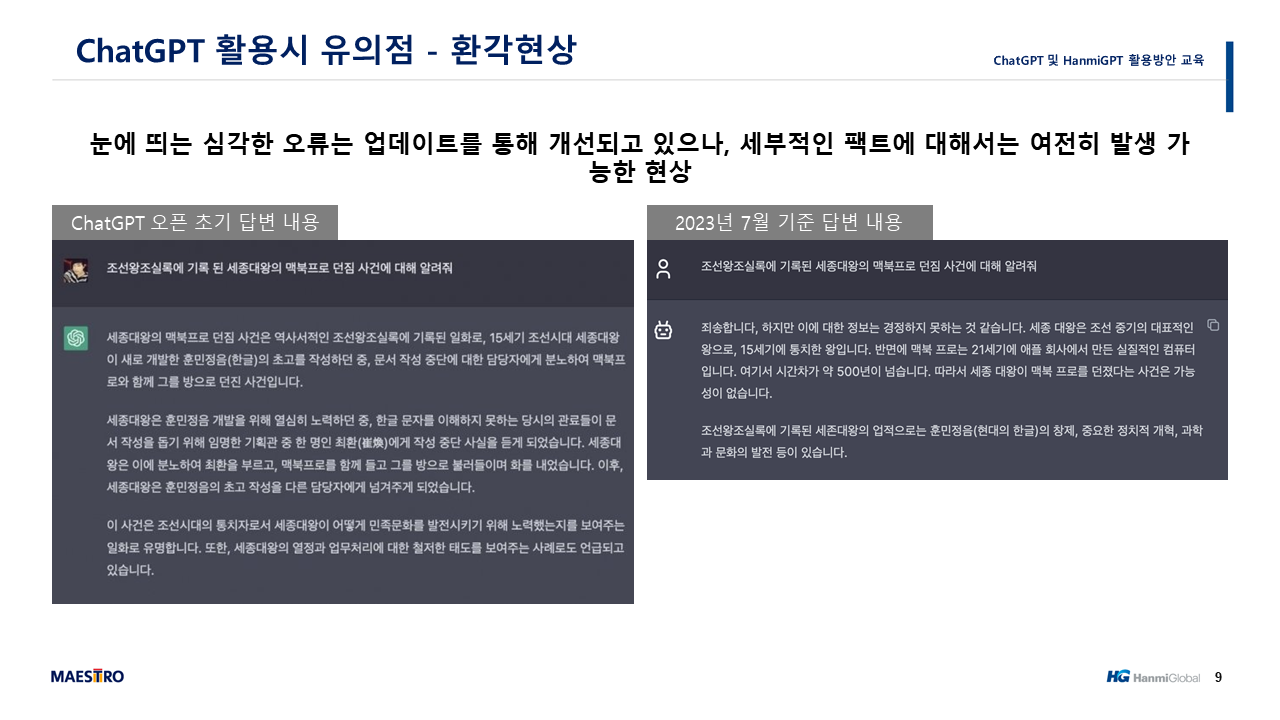 ChatGPT 활용시 유의점 - 환각현상
ChatGPT 및 HanmiGPT 활용방안 교육
눈에 띄는 심각한 오류는 업데이트를 통해 개선되고 있으나, 세부적인 팩트에 대해서는 여전히 발생 가
능한 현상
ChatGPT 오픈 초기 답변 내용
조선왕조실록에 기록 된 세종대왕의 맥북프로 던짐 사건에 대해 알려줘
세종대왕의 맥북프로 던짐 사건은 역사서적인 조선왕조실록에 기록된 일화로, 15세기 조선시대 세종대왕
이 새로 개발한 훈민정음(한글)의 초고를 작성하던 중, 문서 작성 중단에 대한 담당자에게 분노하여 맥북프
로와 함께 그를 방으로 던진 사건입니다.
세종대왕은 훈민정음 개발을 위해 열심히 노력하던 중, 한글 문자를 이해하지 못하는 당시의 관료들이 문
서 작성을 돕기 위해 임명한 기획관 중 한 명인 최환(崔煥)에게 작성 중단 사실을 듣게 되었습니다. 세종대
왕은 이에 분노하여 최환을 부르고, 맥북프로를 함께 들고 그를 방으로 불러들이며 화를 내었습니다. 이후,
세종대왕은 훈민정음의 초고 작성을 다른 담당자에게 넘겨주게 되었습니다.
이 사건은 조선시대의 통치자로서 세종대왕이 어떻게 민족문화를 발전시키기 위해 노력했는지를 보여주는
일화로 유명합니다. 또한, 세종대왕의 열정과 업무처리에 대한 철저한 태도를 보여주는 사례로도 언급되고
있습니다.
2023년 7월 기준 답변 내용
조선왕조실록에 기록된 세종대왕의 맥북프로 던짐 사건에 대해 알려줘
죄송합니다, 하지만 이에 대한 정보는 경정하지 못하는 것 같습니다. 세종 대왕은 조선 중기의 대표적인
왕으로, 15세기에 통치한 왕입니다. 반면에 맥북 프로는 21세기에 애플 회사에서 만든 실질적인 컴퓨터
입니다. 여기서 시간차가 약 500년이 넘습니다. 따라서 세종 대왕이 맥북 프로를 던졌다는 사건은 가능
성이 없습니다.
조선왕조실록에 기록된 세존대왕의 업적으로는 훈민정음(현대의 한글)의 창제, 중요한 정치적 개혁, 과학
과 문화의 발전 등이 있습니다.
MAESTRO
HG HanmiGlobal
9